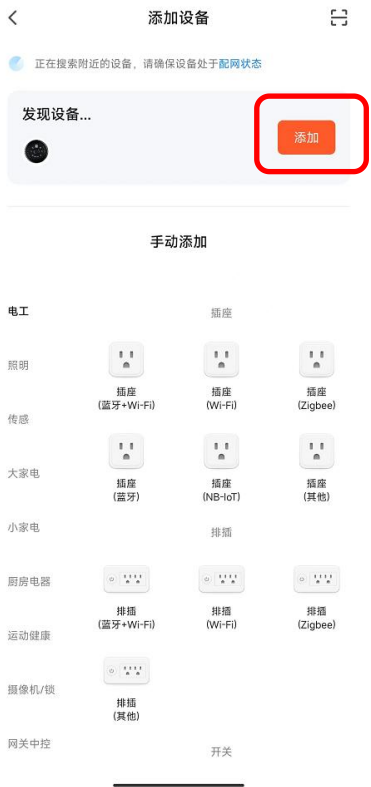 添加设备
正在搜索附近的设备，请确保设备处于配网状态
发现设备...
添加
手动添加
电工
照明
传感
大家电
小家电
厨房电器
运动健康
摄像机/锁
网关中控
插座
插座
(蓝牙+Wi-Fi)
插座
(Wi-Fi)
插座
(Zigbee)
插座
(蓝牙)
插座
(NB-IoT)
插座
(其他)
排插
排插
(蓝牙+Wi-Fi)
排插
(Wi-Fi)
排插
(Zigbee)
排插
(其他)
开关